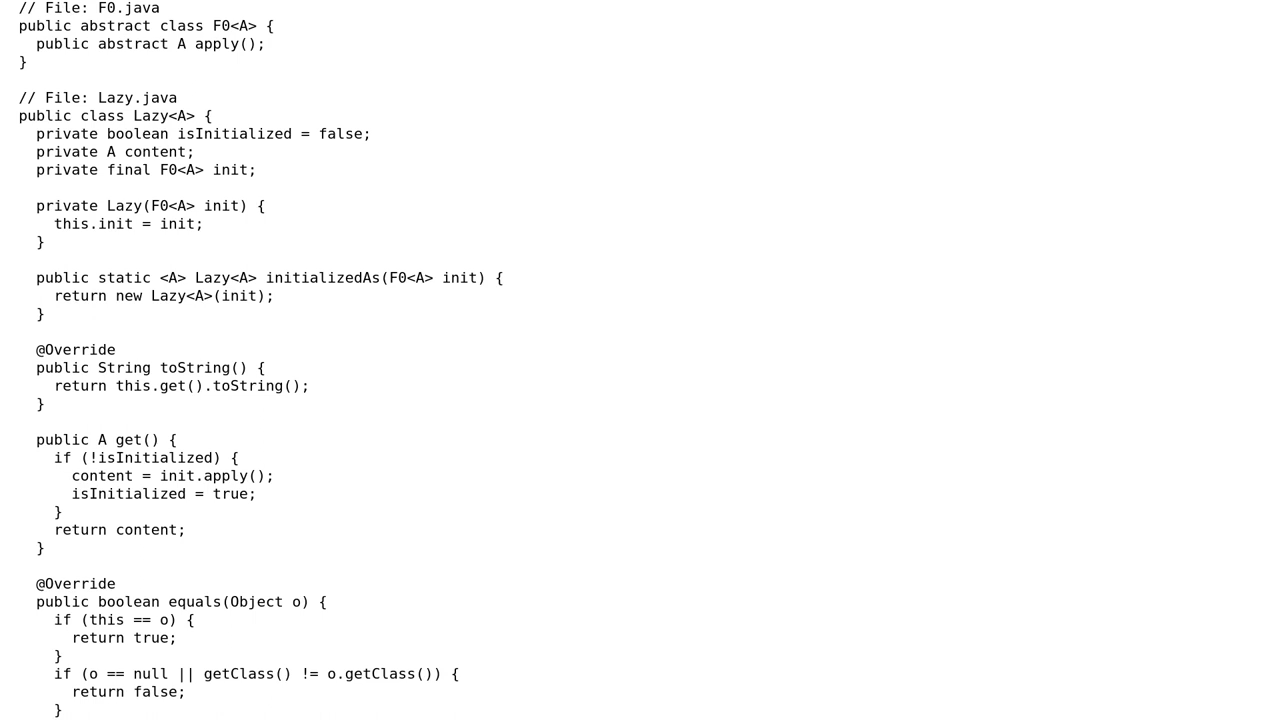 // File: F0.java
public abstract class F0<A> {
  public abstract A apply();
}

// File: Lazy.java
public class Lazy<A> {
  private boolean isInitialized = false;
  private A content;
  private final F0<A> init;

  private Lazy(F0<A> init) {
    this.init = init;
  }

  public static <A> Lazy<A> initializedAs(F0<A> init) {
    return new Lazy<A>(init);
  }

  @Override
  public String toString() {
    return this.get().toString();
  }

  public A get() {
    if (!isInitialized) {
      content = init.apply();
      isInitialized = true;
    }
    return content;
  }

  @Override
  public boolean equals(Object o) {
    if (this == o) {
      return true;
    }
    if (o == null || getClass() != o.getClass()) {
      return false;
    }